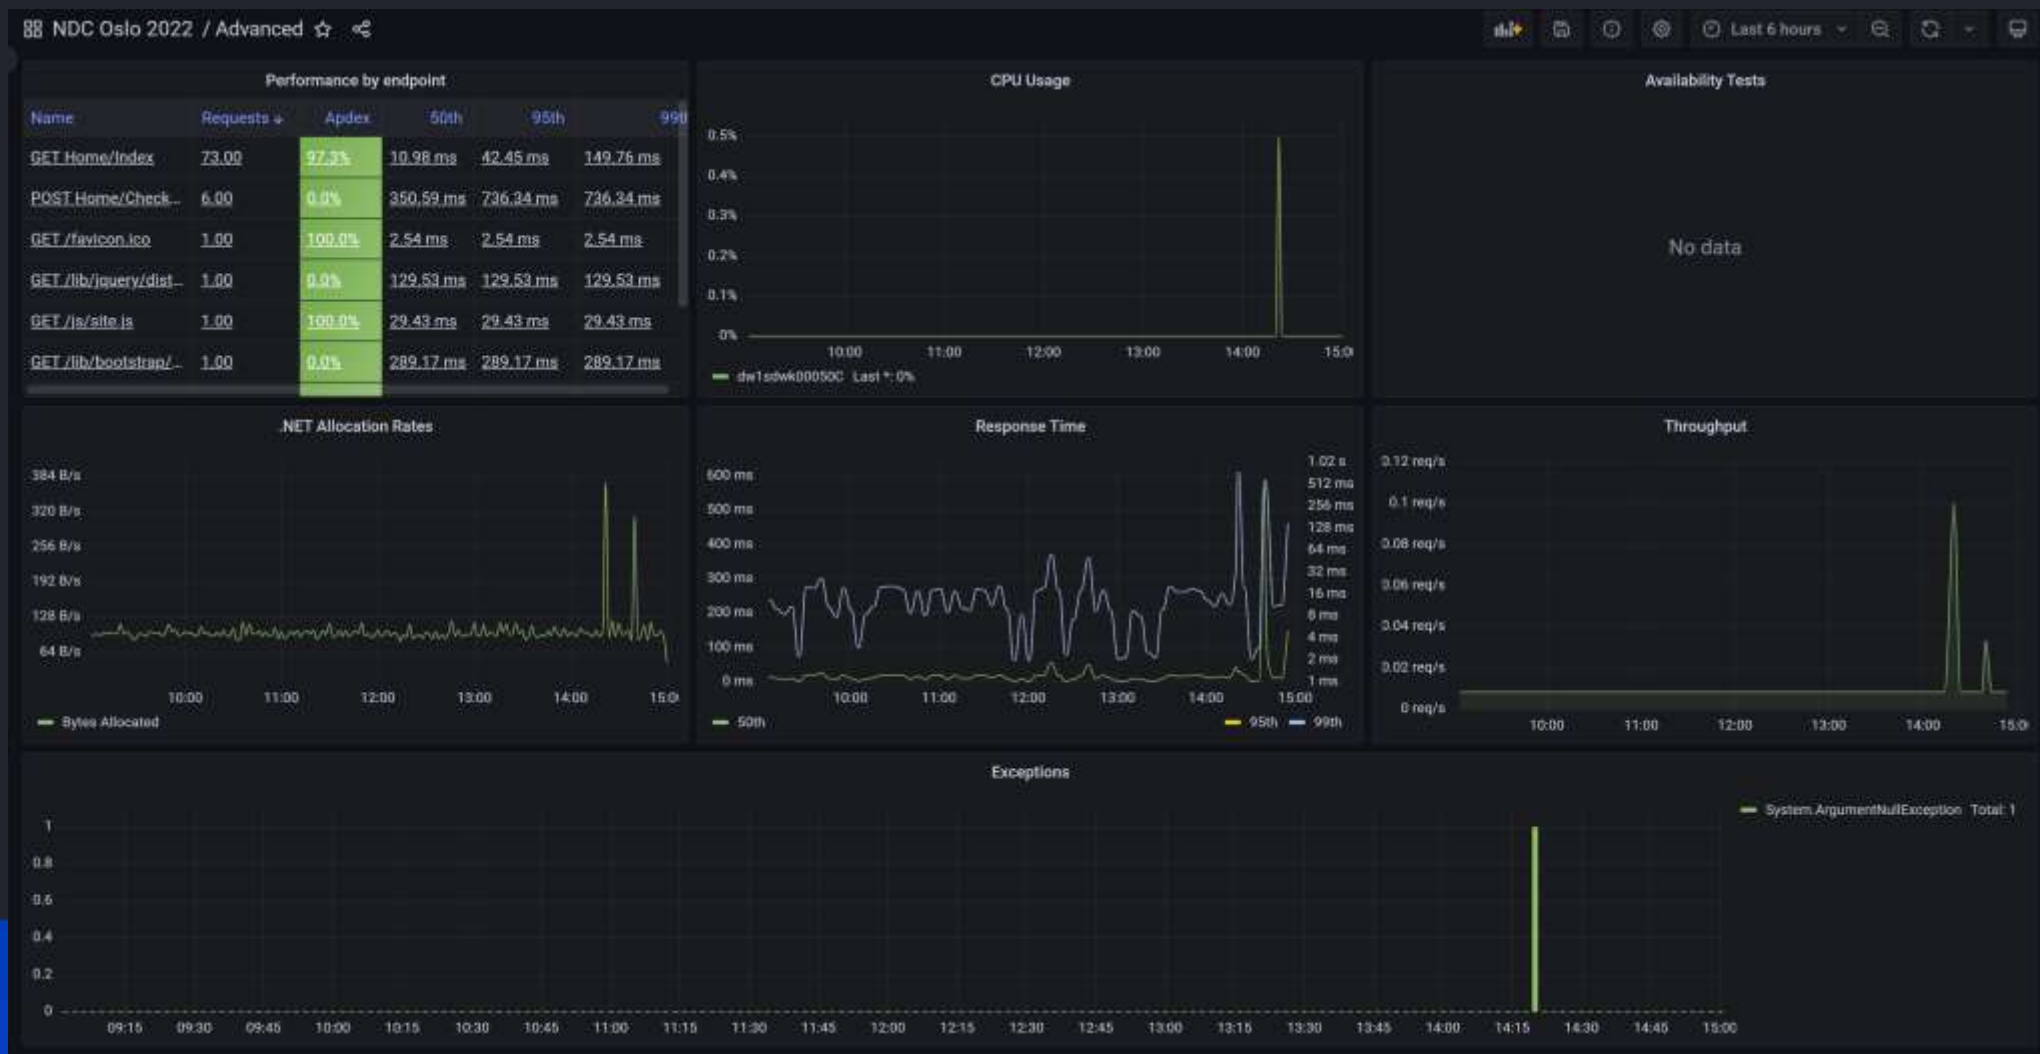 NDC Oslo 2022 / Advanced
Last 6 hours
Performance by endpoint
Name Requests Apdex 50th 95th
GET Home/Index 73.00 97.3% 10.98 ms 42.45 ms 149.76 ms
POST Home/Check... 6.00 0.0% 350.59 ms 736.34 ms 736.34 ms
GET /favicon.ico 1.00 100.0% 2.54 ms 2.54 ms 2.54 ms
GET /lib/jquery/dist... 1.00 0.0% 129.53 ms 129.53 ms 129.53 ms
GET /js/site.js 1.00 100.0% 29.43 ms 29.43 ms 29.43 ms
GET /lib/bootstrap/... 1.00 0.0% 289.17 ms 289.17 ms 289.17 ms
CPU Usage
0.5%
0.4%
0.3%
0.2%
0.1%
0%
10:00 11:00 12:00 13:00 14:00 15:0
dw1sdwk00050C Last *: 0%
Availability Tests
No data
.NET Allocation Rates
384 B/s
320 B/s
256 B/s
192 B/s
128 B/s
64 B/s
10:00 11:00 12:00 13:00 14:00 15:0
Bytes Allocated
Response Time
600 ms
500 ms
400 ms
300 ms
200 ms
100 ms
0 ms
1.02 s
512 ms
256 ms
128 ms
64 ms
32 ms
16 ms
8 ms
4 ms
2 ms
1 ms
10:00 11:00 12:00 13:00 14:00 15:00
50th 95th 99th
Throughput
0.12 req/s
0.1 req/s
0.08 req/s
0.06 req/s
0.04 req/s
0.02 req/s
0 req/s
10:00 11:00 12:00 13:00 14:00 15:0
Exceptions
System.ArgumentNullException Total: 1
1
0.8
0.6
0.4
0.2
0
09:15 09:30 09:45 10:00 10:15 10:30 10:45 11:00 11:15 11:30 11:45 12:00 12:15 12:30 12:45 13:00 13:15 13:30 13:45 14:00 14:15 14:30 14:45 15:00